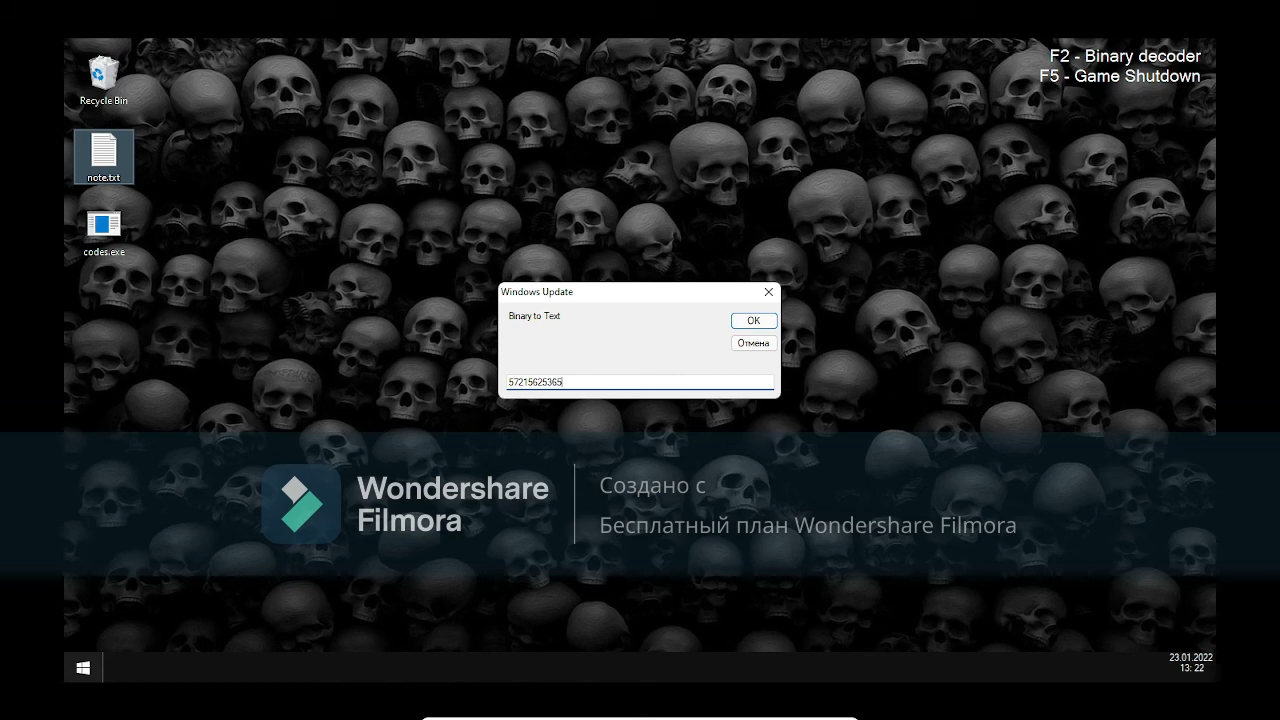 F2 - Binary decoder
F5 - Game Shutdown
Recycle Bin
note.txt
codes.exe
Windows Update
Binary to Text
OK
Отмена
57215625365
Wondershare
Filmora
Создано с
Бесплатный план Wondershare Filmora
23.01.2022
13: 22